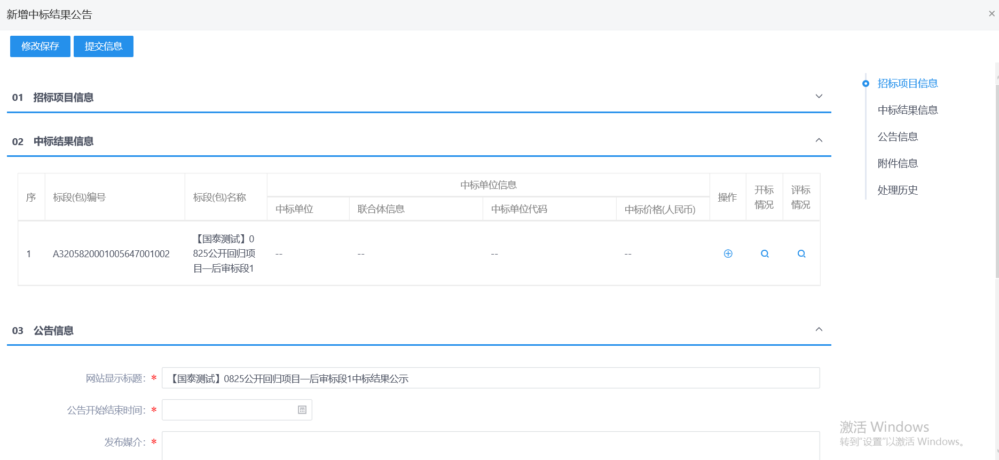 新增中标结果公告
修改保存
提交信息
01 招标项目信息
02 中标结果信息
序
标段(包)编号
标段(包)名称
中标单位信息
中标单位
联合体信息
中标单位代码
中标价格(人民币)
操作
开标
情况
评标
情况
1
A3205820001005647001002
【国泰测试】0
825公开回归项
目—后审标段1
--
--
--
--
03 公告信息
网站显示标题：*
【国泰测试】0825公开回归项目—后审标段1中标结果公示
公告开始结束时间：*
发布媒介：*
招标项目信息
中标结果信息
公告信息
附件信息
处理历史
激活 Windows
转到“设置”以激活 Windows。